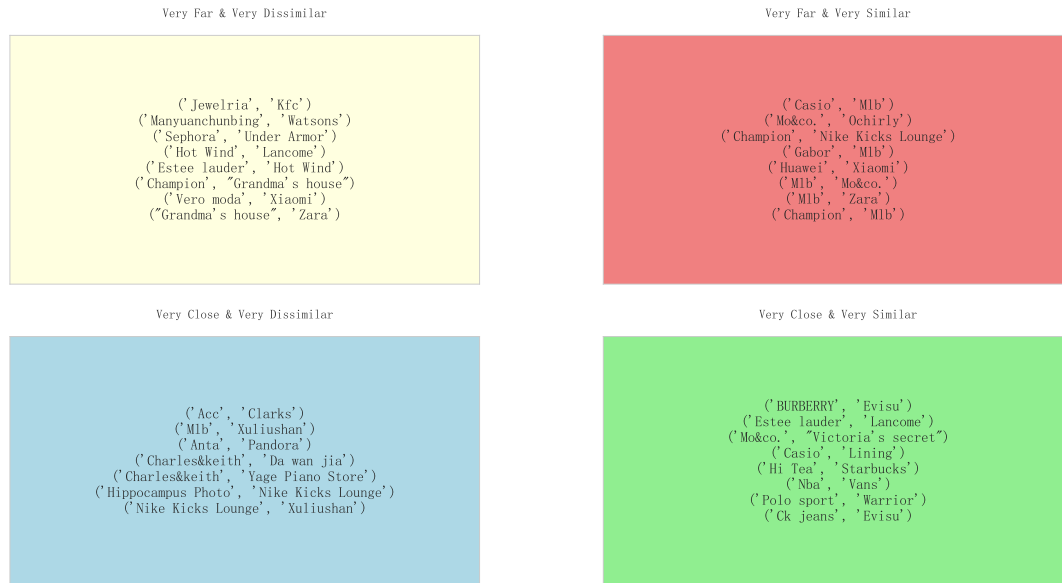 Very Far & Very Dissimilar
('Jewelria', 'Kfc')
('Manyuanchunbing', 'Watsons')
('Sephora', 'Under Armor')
('Hot Wind', 'Lancome')
('Estee lauder', 'Hot Wind')
('Champion', "Grandma's house")
('Vero moda', 'Xiaomi')
("Grandma's house", 'Zara')
Very Far & Very Similar
('Casio', 'Mlb')
('Mo&co.', 'Ochirly')
('Champion', 'Nike Kicks Lounge')
('Gabor', 'Mlb')
('Huawei', 'Xiaomi')
('Mlb', 'Mo&co.')
('Mlb', 'Zara')
('Champion', 'Mlb')
Very Close & Very Dissimilar
('Acc', 'Clarks')
('Mlb', 'Xuliushan')
('Anta', 'Pandora')
('Charles&keith', 'Da wan jia')
('Charles&keith', 'Yage Piano Store')
('Hippocampus Photo', 'Nike Kicks Lounge')
('Nike Kicks Lounge', 'Xuliushan')
Very Close & Very Similar
('BURBERRY', 'Evisu')
('Estee lauder', 'Lancome')
('Mo&co.', "Victoria's secret")
('Casio', 'Lining')
('Hi Tea', 'Starbucks')
('Nba', 'Vans')
('Polo sport', 'Warrior')
('Ck jeans', 'Evisu')